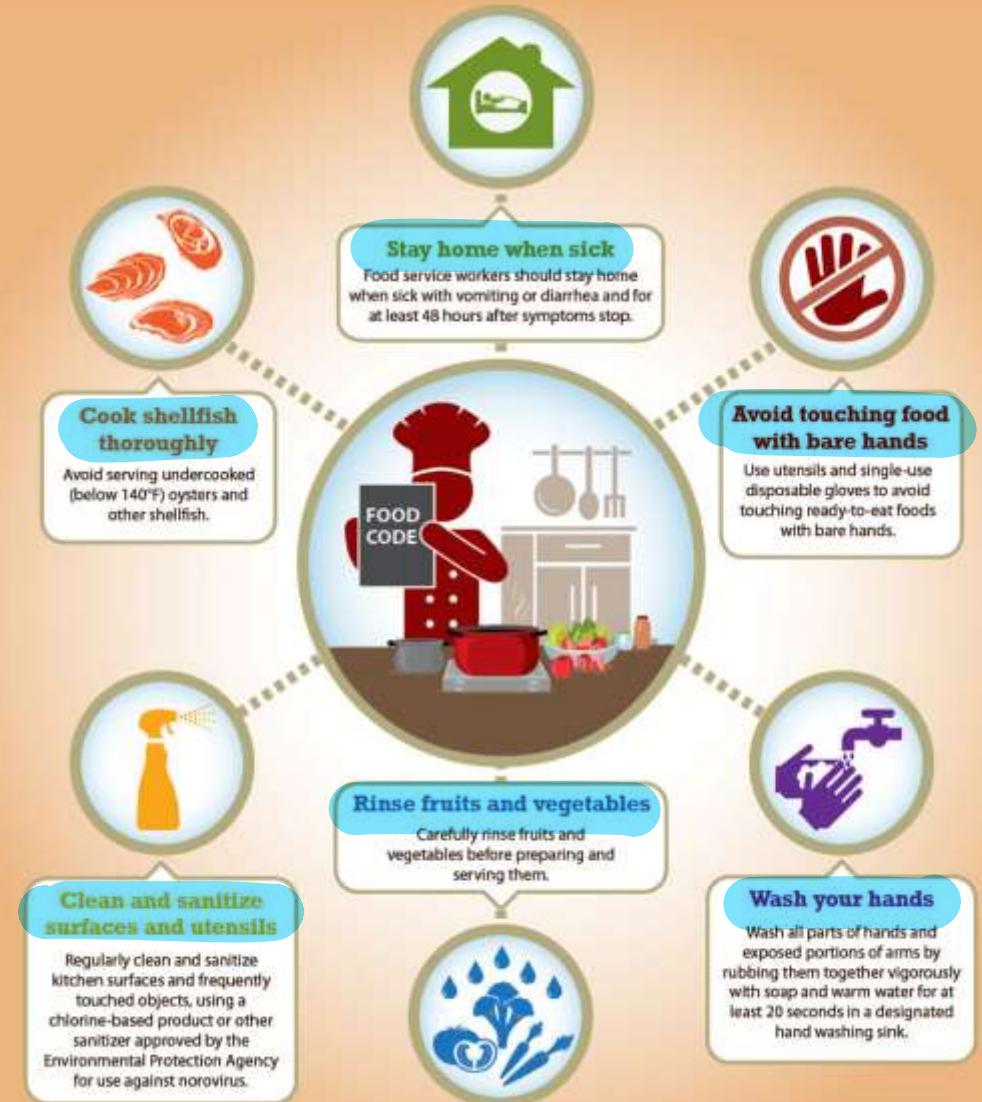 Stay home when sick
Food service workers should stay home
when sick with vomiting or diarrhea and for
at least 48 hours after symptoms stop.
Cook shellfish
thoroughly
Avoid serving undercooked
(below 140°F) oysters and
other shellfish.
Avoid touching food
with bare hands
Use utensils and single-use
disposable gloves to avoid
touching ready-to-eat foods
with bare hands.
FOOD
CODE
Clean and sanitize
surfaces and utensils
Regularly clean and sanitize
kitchen surfaces and frequently
touched objects, using a
chlorine-based product or other
sanitizer approved by the
Environmental Protection Agency
for use against norovirus.
Rinse fruits and vegetables
Carefully rinse fruits and
vegetables before preparing and
serving them.
Wash your hands
Wash all parts of hands and
exposed portions of arms by
rubbing them together vigorously
with soap and warm water for at
least 20 seconds in a designated
hand washing sink.